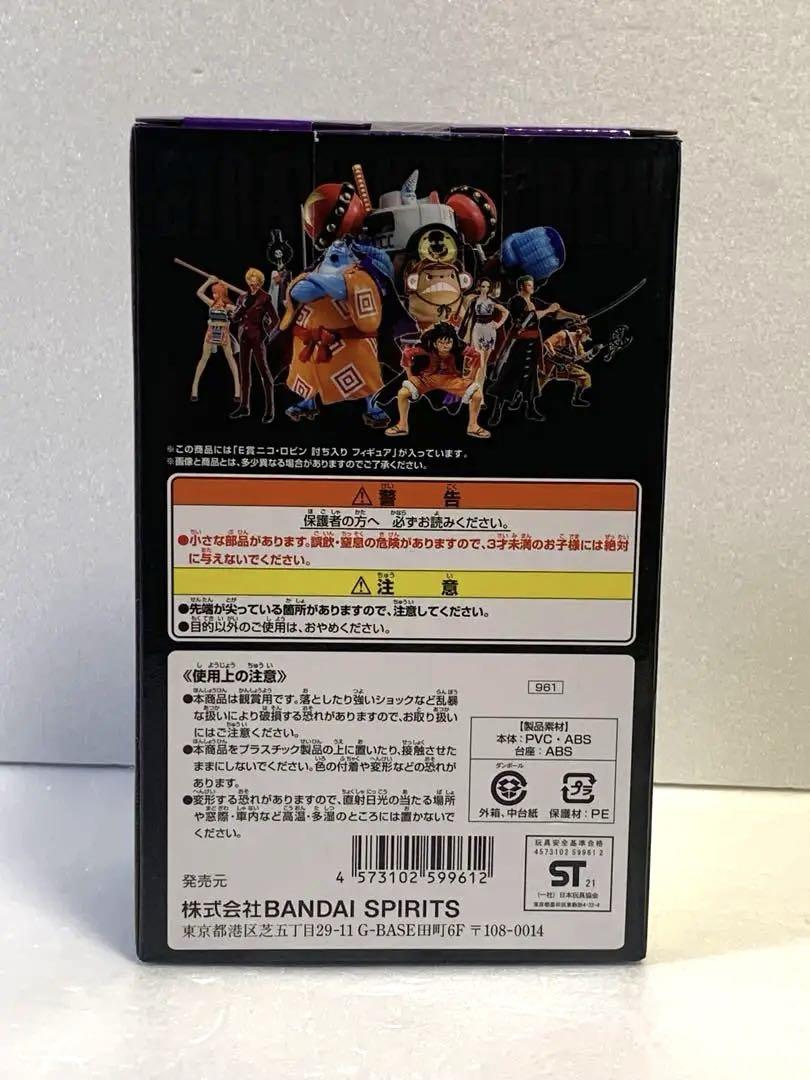 ※この商品には「E賞ニコ・ロビン 討ち入り フィギュア」が入っています。
※画像と商品とは、多少異なる場合がありますのでご了承ください。
⚠警告
保護者の方へ 必ずお読みください。
●小さな部品があります。誤飲・窒息の危険がありますので、3才未満のお子様には絶対
に与えないでください。
⚠注意
●先端が尖っている箇所がありますので、注意してください。
●目的以外のご使用は、おやめください。
《使用上の注意》
●本商品は観賞用です。落としたり強いショックなど乱暴
な扱いにより破損する恐れがありますので、お取り扱い
にはご注意ください。
●本商品をプラスチック製品の上に置いたり、接触させた
ままにしないでください。色の付着や変形などの恐れが
あります。
●変形する恐れがありますので、直射日光の当たる場所
や窓際・車内など高温・多湿のところには置かないで
ください。
961
【製品素材】
本体:PVC・ABS
台座:ABS
ダンボール
プラ
外箱、中台紙
保護材:PE
4 573102 599612
玩具安全基準合格
4573102 59961 2
ST 21
(一社)日本玩具協会
東京都墨田区東駒形4-22-4
発売元
株式会社BANDAI SPIRITS
東京都港区芝五丁目29-11 G-BASE田町6F 〒108-0014